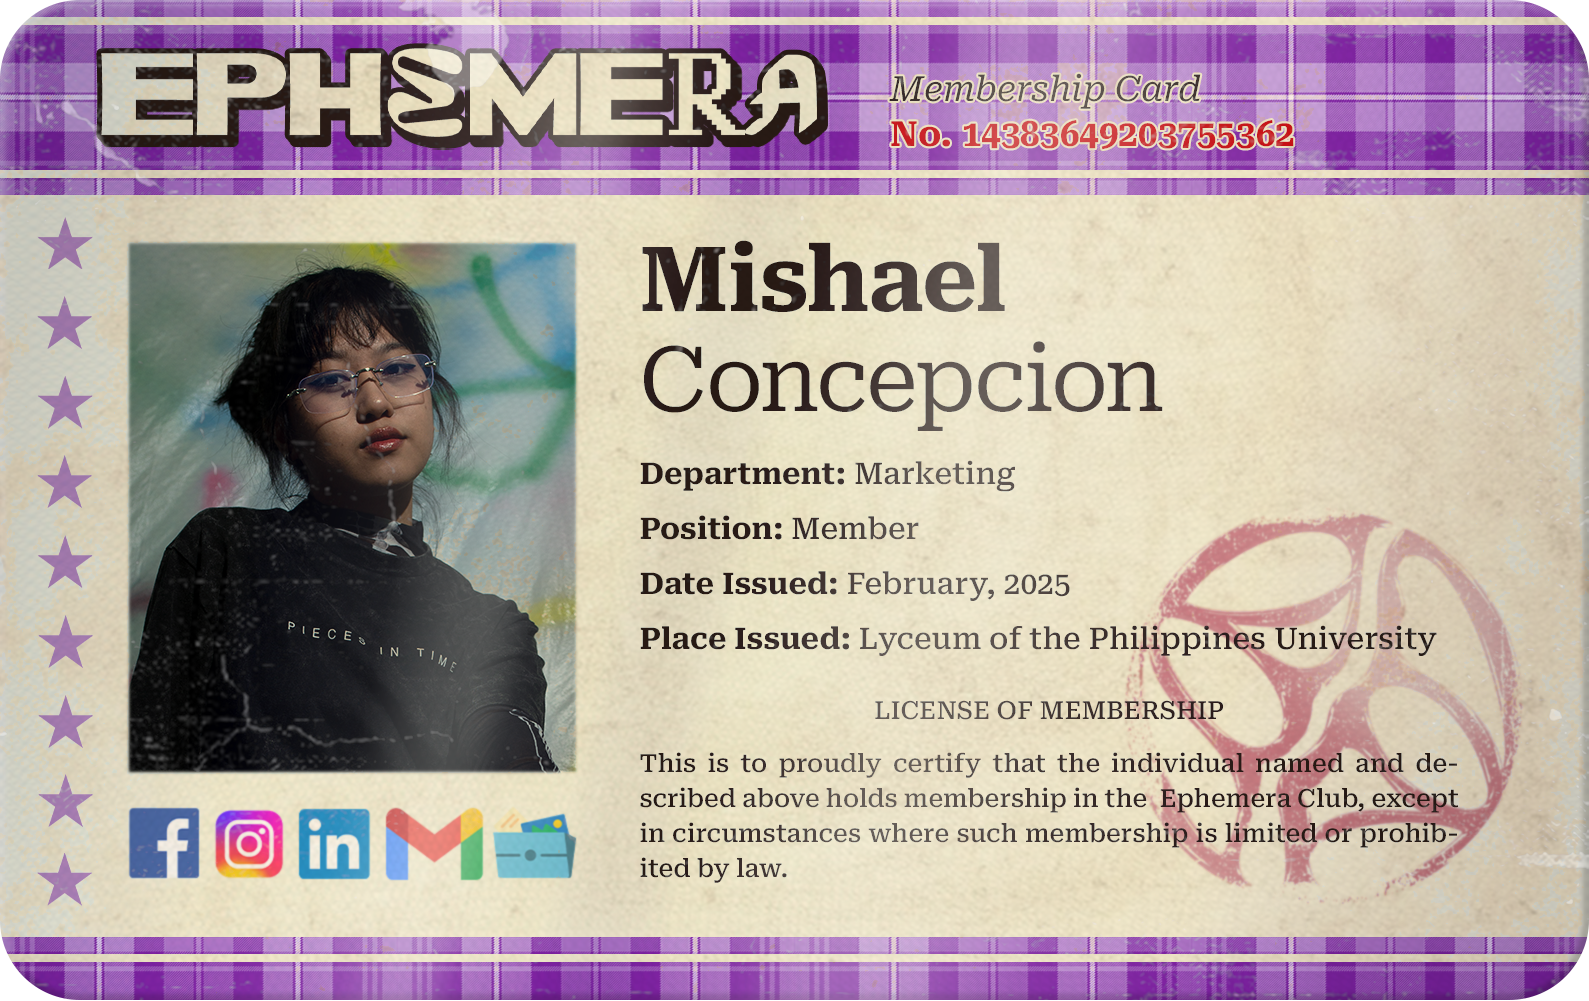 EPHEMERA
Membership Card
No. 14383649203755362
Mishael
Concepcion
Department: Marketing
Position: Member
Date Issued: February, 2025
Place Issued: Lyceum of the Philippines University
PIECES IN TIME
LICENSE OF MEMBERSHIP
This is to proudly certify that the individual named and de-
scribed above holds membership in the Ephemera Club, except
in circumstances where such membership is limited or prohib-
ited by law.
f
in